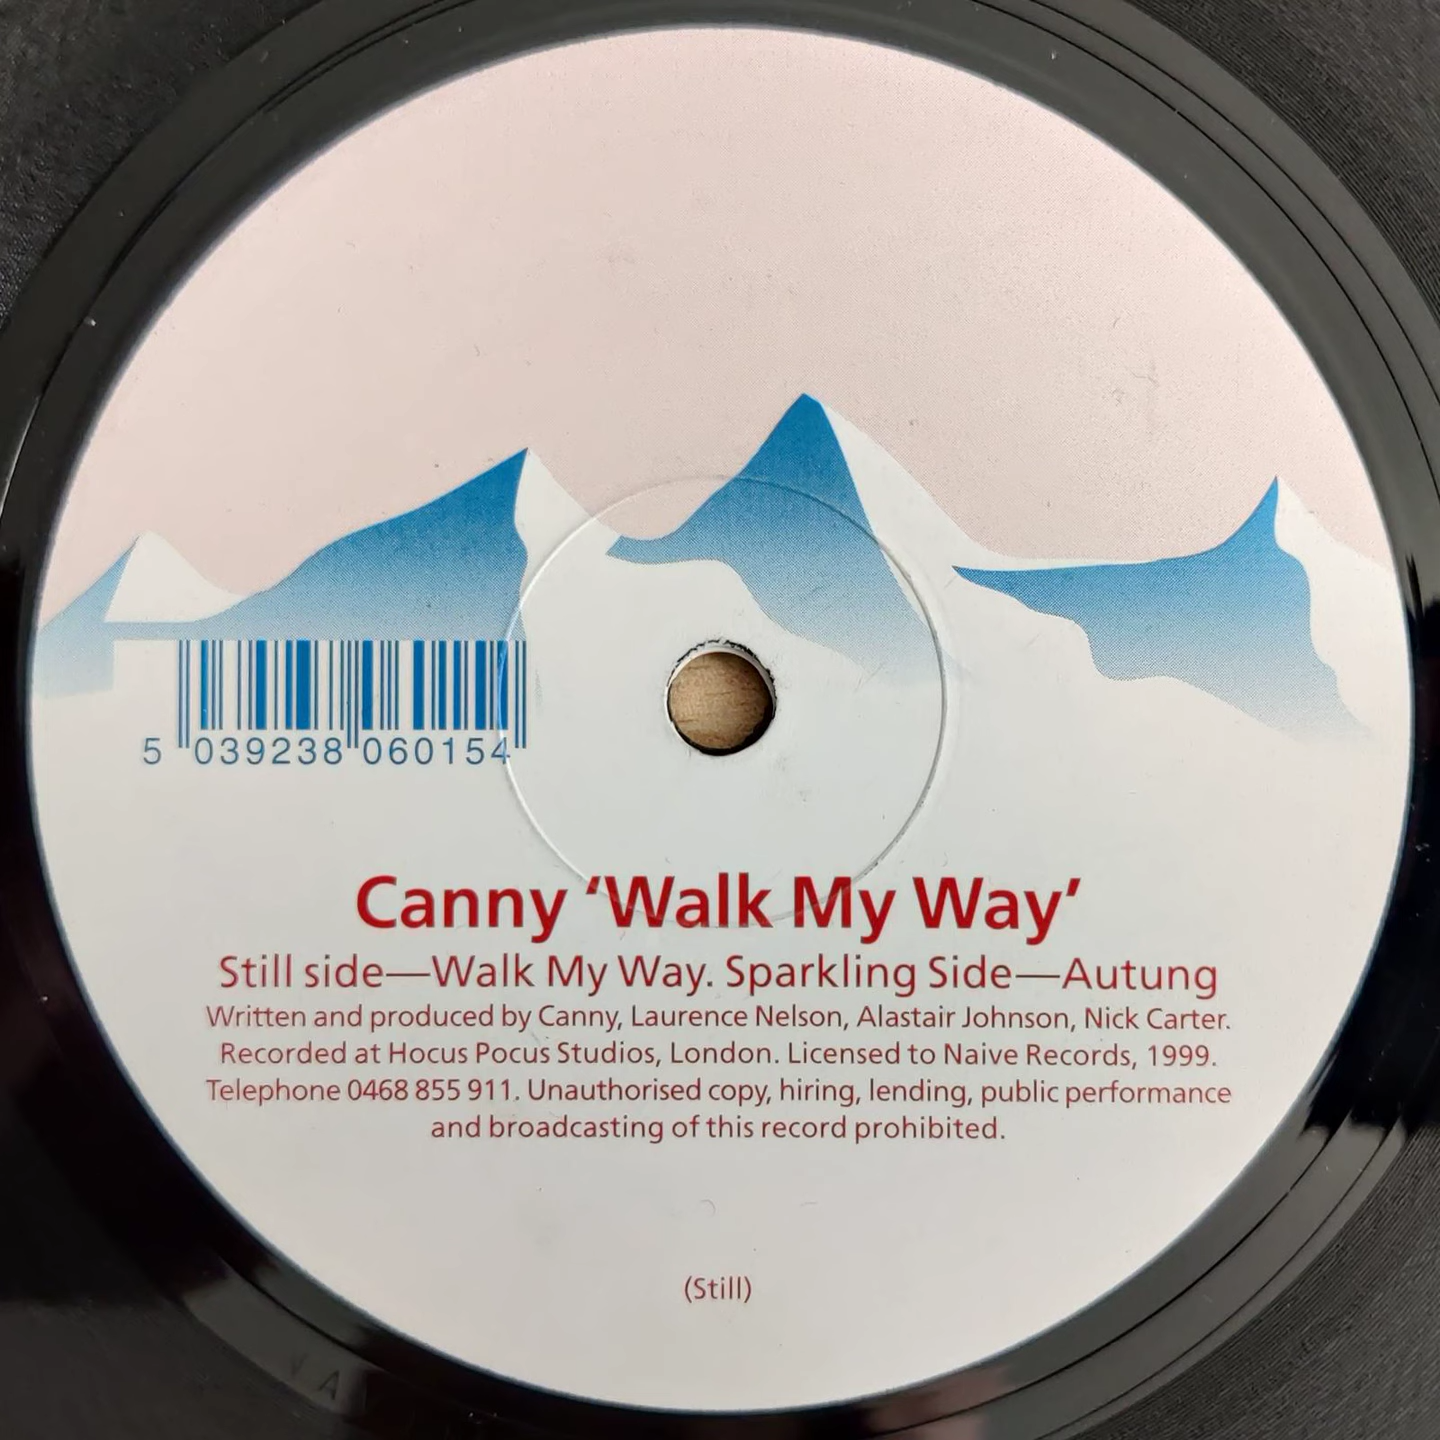 5 039238 060154
Canny ‘Walk My Way’
Still side—Walk My Way. Sparkling Side—Autung
Written and produced by Canny, Laurence Nelson, Alastair Johnson, Nick Carter.
Recorded at Hocus Pocus Studios, London. Licensed to Naive Records, 1999.
Telephone 0468 855 911. Unauthorised copy, hiring, lending, public performance
and broadcasting of this record prohibited.
(Still)